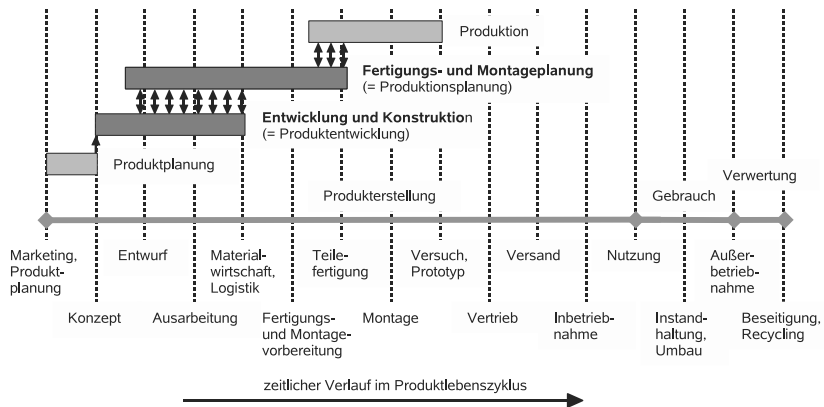 Produktion
Fertigungs- und Montageplanung
(= Produktionsplanung)
Entwicklung und Konstruktion
(= Produktentwicklung)
Produktplanung
Verwertung
Produkterstellung
Gebrauch
Marketing,
Produkt-
planung
Entwurf
Material-
wirtschaft,
Logistik
Teile-
fertigung
Versuch,
Prototyp
Versand
Nutzung
Außer-
betrieb-
nahme
Konzept
Ausarbeitung
Fertigungs-
und Montage-
vorbereitung
Montage
Vertrieb
Inbetrieb-
nahme
Instand-
haltung,
Umbau
Beseitigung,
Recycling
zeitlicher Verlauf im Produktlebenszyklus